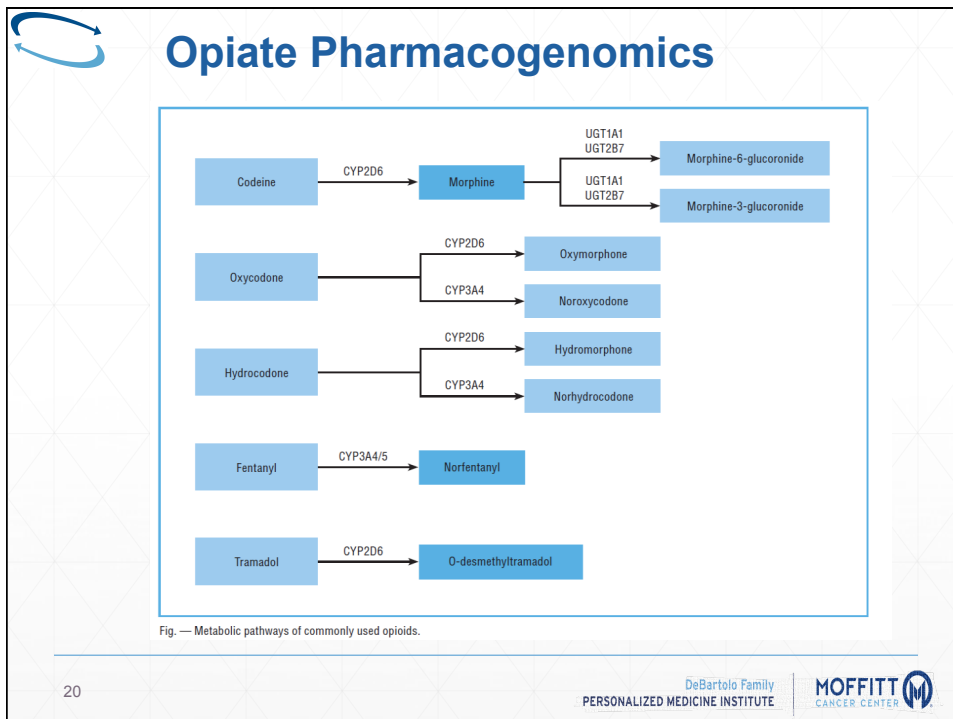 Opiate Pharmacogenomics
Codeine
CYP2D6
Morphine
UGT1A1
UGT2B7
Morphine-6-glucoronide
UGT1A1
UGT2B7
Morphine-3-glucoronide
Oxycodone
CYP2D6
Oxymorphone
CYP3A4
Noroxycodone
Hydrocodone
CYP2D6
Hydromorphone
CYP3A4
Norhydrocodone
Fentanyl
CYP3A4/5
Norfentanyl
Tramadol
CYP2D6
O-desmethyltramadol
Fig. — Metabolic pathways of commonly used opioids.
20
DeBartolo Family
PERSONALIZED MEDICINE INSTITUTE
MOFFITT
CANCER CENTER